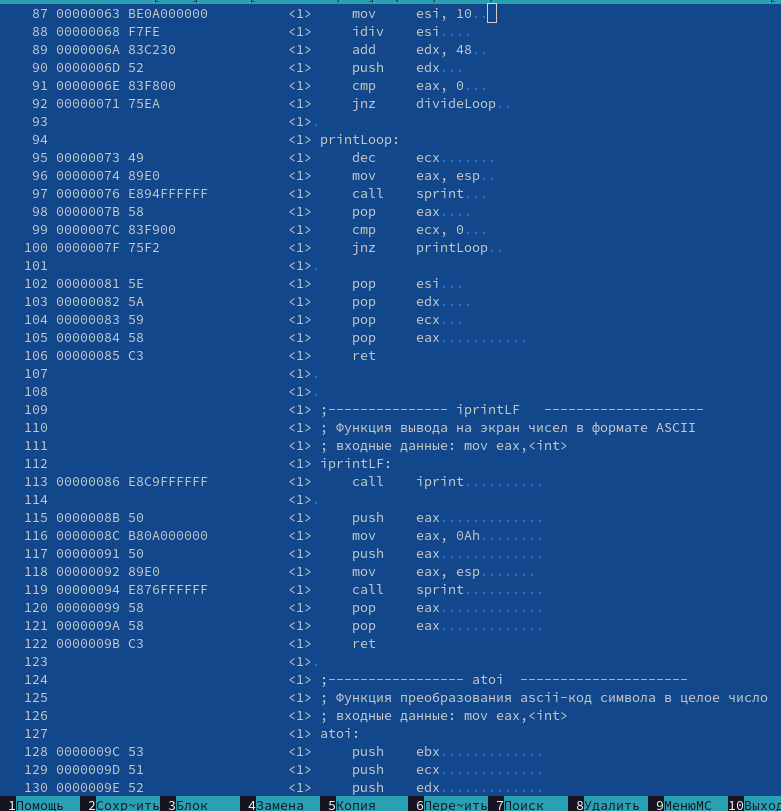 87 00000063 BE0A000000 <1> mov esi, 10..
88 00000068 F7FE <1> idiv esi....
89 0000006A 83C230 <1> add edx, 48..
90 0000006D 52 <1> push edx...
91 0000006E 83F800 <1> cmp eax, 0...
92 00000071 75EA <1> jnz divideLoop..
93 <1>.
94 <1> printLoop:
95 00000073 49 <1> dec ecx.......
96 00000074 89E0 <1> mov eax, esp..
97 00000076 E894FFFFFF <1> call sprint...
98 0000007B 58 <1> pop eax....
99 0000007C 83F900 <1> cmp ecx, 0...
100 0000007F 75F2 <1> jnz printLoop..
101 <1>.
102 00000081 5E <1> pop esi...
103 00000082 5A <1> pop edx....
104 00000083 59 <1> pop ecx...
105 00000084 58 <1> pop eax...........
106 00000085 C3 <1> ret
107 <1>.
108 <1>.
109 <1> ;--------------- iprintLF --------------------
110 <1> ; Функция вывода на экран чисел в формате ASCII
111 <1> ; входные данные: mov eax,<int>
112 <1> iprintLF:
113 00000086 E8C9FFFFFF <1> call iprint..........
114 <1>.
115 0000008B 50 <1> push eax.............
116 0000008C B80A000000 <1> mov eax, 0Ah........
117 00000091 50 <1> push eax.............
118 00000092 89E0 <1> mov eax, esp.......
119 00000094 E876FFFFFF <1> call sprint..........
120 00000099 58 <1> pop eax.............
121 0000009A 58 <1> pop eax.............
122 0000009B C3 <1> ret
123 <1>.
124 <1> ;----------------- atoi ---------------------
125 <1> ; Функция преобразования ascii-код символа в целое число
126 <1> ; входные данные: mov eax,<int>
127 <1> atoi:
128 0000009C 53 <1> push ebx.............
129 0000009D 51 <1> push ecx.............
130 0000009E 52 <1> push edx.............
1Помощь 2Сохр~ить 3Блок 4Замена 5Копия 6Пере~ить 7Поиск 8Удалить 9МенюMC 10Выход